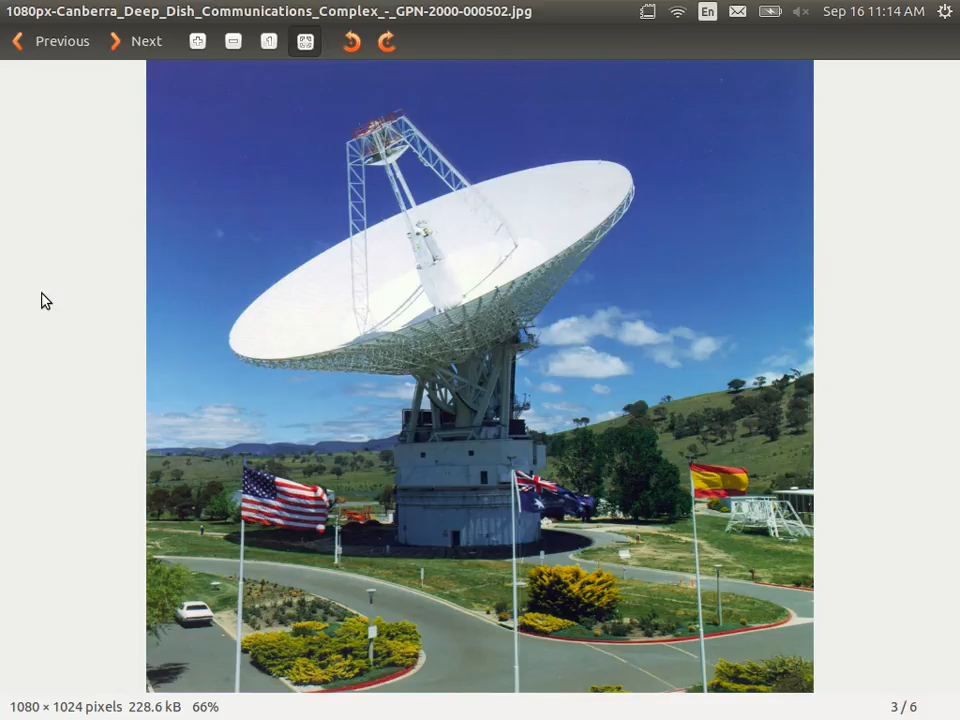 1080px-Canberra_Deep_Dish_Communications_Complex_-_GPN-2000-000502.jpg
En
Sep 16 11:14 AM
Previous
Next
1080 × 1024 pixels 228.6 kB 66%
3 / 6